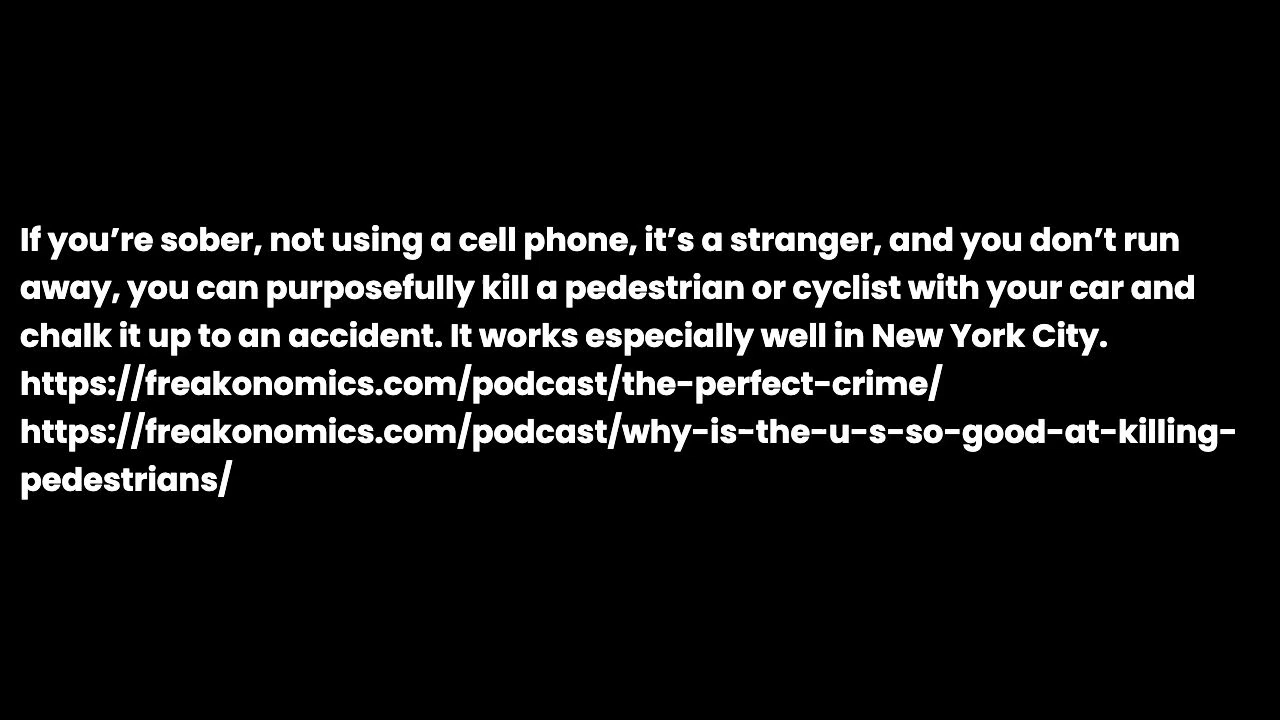 If you’re sober, not using a cell phone, it’s a stranger, and you don’t run
away, you can purposefully kill a pedestrian or cyclist with your car and
chalk it up to an accident. It works especially well in New York City.
https://freakonomics.com/podcast/the-perfect-crime/
https://freakonomics.com/podcast/why-is-the-u-s-so-good-at-killing-
pedestrians/